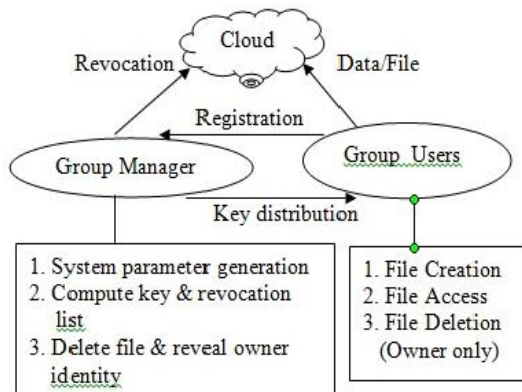 Cloud
Revocation
Data/File
Registration
Group Manager
Group Users
Key distribution
1. System parameter generation
2. Compute key & revocation
list
3. Delete file & reveal owner
identity
1. File Creation
2. File Access
3. File Deletion
(Owner only)